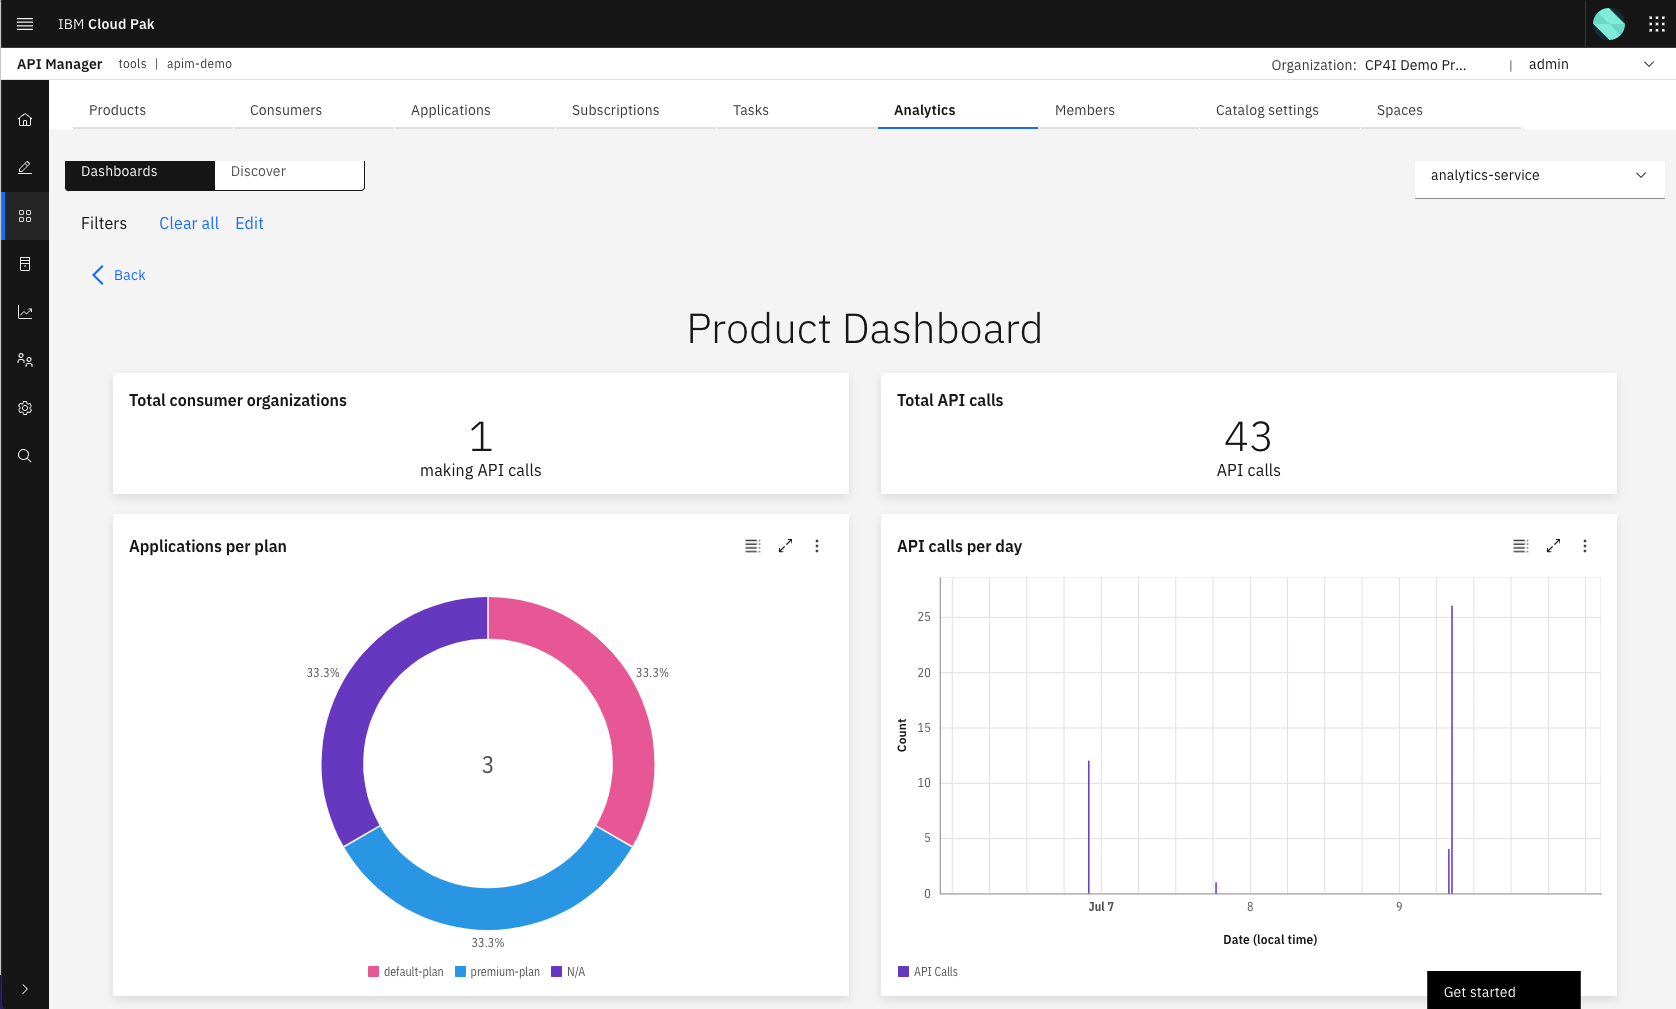 IBM Cloud Pak
API Manager tools | apim-demo Organization: CP4I Demo Pr... | admin
Products Consumers Applications Subscriptions Tasks Analytics Members Catalog settings Spaces
Dashboards Discover analytics-service
Filters Clear all Edit
Back
Product Dashboard
Total consumer organizations
1
making API calls
Total API calls
43
API calls
Applications per plan
33.3% 33.3%
3
33.3%
default-plan premium-plan N/A
API calls per day
25
20
15
10
5
0
Count
Jul 7 8 9
Date (local time)
API Calls
Get started